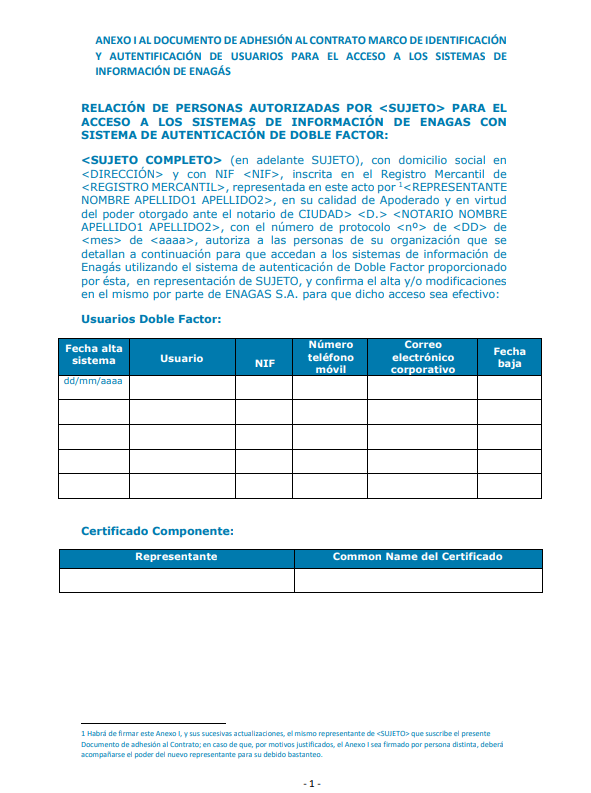 ANEXO I AL DOCUMENTO DE ADHESIÓN AL CONTRATO MARCO DE IDENTIFICACIÓN
Y AUTENTIFICACIÓN DE USUARIOS PARA EL ACCESO A LOS SISTEMAS DE
INFORMACIÓN DE ENAGÁS
RELACIÓN DE PERSONAS AUTORIZADAS POR <SUJETO> PARA EL
ACCESO A LOS SISTEMAS DE INFORMACIÓN DE ENAGAS CON
SISTEMA DE AUTENTICACIÓN DE DOBLE FACTOR:
<SUJETO COMPLETO> (en adelante SUJETO), con domicilio social en
<DIRECCIÓN> y con NIF <NIF>, inscrita en el Registro Mercantil de
<REGISTRO MERCANTIL>, representada en este acto por 1<REPRESENTANTE
NOMBRE APELLIDO1 APELLIDO2>, en su calidad de Apoderado y en virtud
del poder otorgado ante el notario de CIUDAD> <D.> <NOTARIO NOMBRE
APELLIDO1 APELLIDO2>, con el número de protocolo <nº> de <DD> de
<mes> de <aaaa>, autoriza a las personas de su organización que se
detallan a continuación para que accedan a los sistemas de información de
Enagás utilizando el sistema de autenticación de Doble Factor proporcionado
por ésta, en representación de SUJETO, y confirma el alta y/o modificaciones
en el mismo por parte de ENAGAS S.A. para que dicho acceso sea efectivo:
Usuarios Doble Factor:
Fecha alta
sistema
Usuario
NIF
Número
teléfono
móvil
Correo
electrónico
corporativo
Fecha
baja
dd/mm/aaaa
Certificado Componente:
Representante
Common Name del Certificado
1 Habrá de firmar este Anexo I, y sus sucesivas actualizaciones, el mismo representante de <SUJETO> que suscribe el presente
Documento de adhesión al Contrato; en caso de que, por motivos justificados, el Anexo I sea firmado por persona distinta, deberá
acompañarse el poder del nuevo representante para su debido bastanteo.
- 1 -